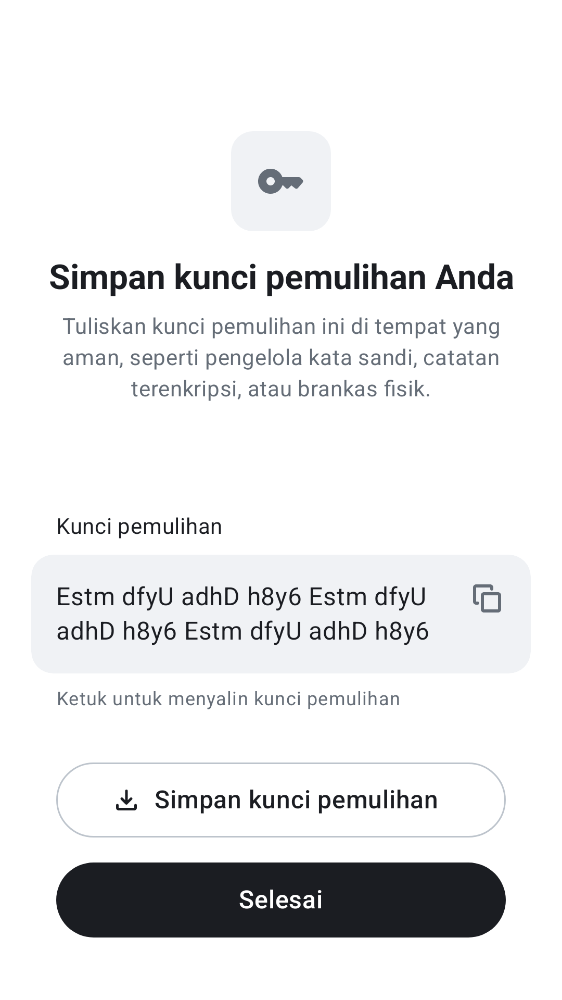 Simpan kunci pemulihan Anda
Tuliskan kunci pemulihan ini di tempat yang
aman, seperti pengelola kata sandi, catatan
terenkripsi, atau brankas fisik.
Kunci pemulihan
Estm dfyU adhD h8y6 Estm dfyU
adhD h8y6 Estm dfyU adhD h8y6
Ketuk untuk menyalin kunci pemulihan
Simpan kunci pemulihan
Selesai